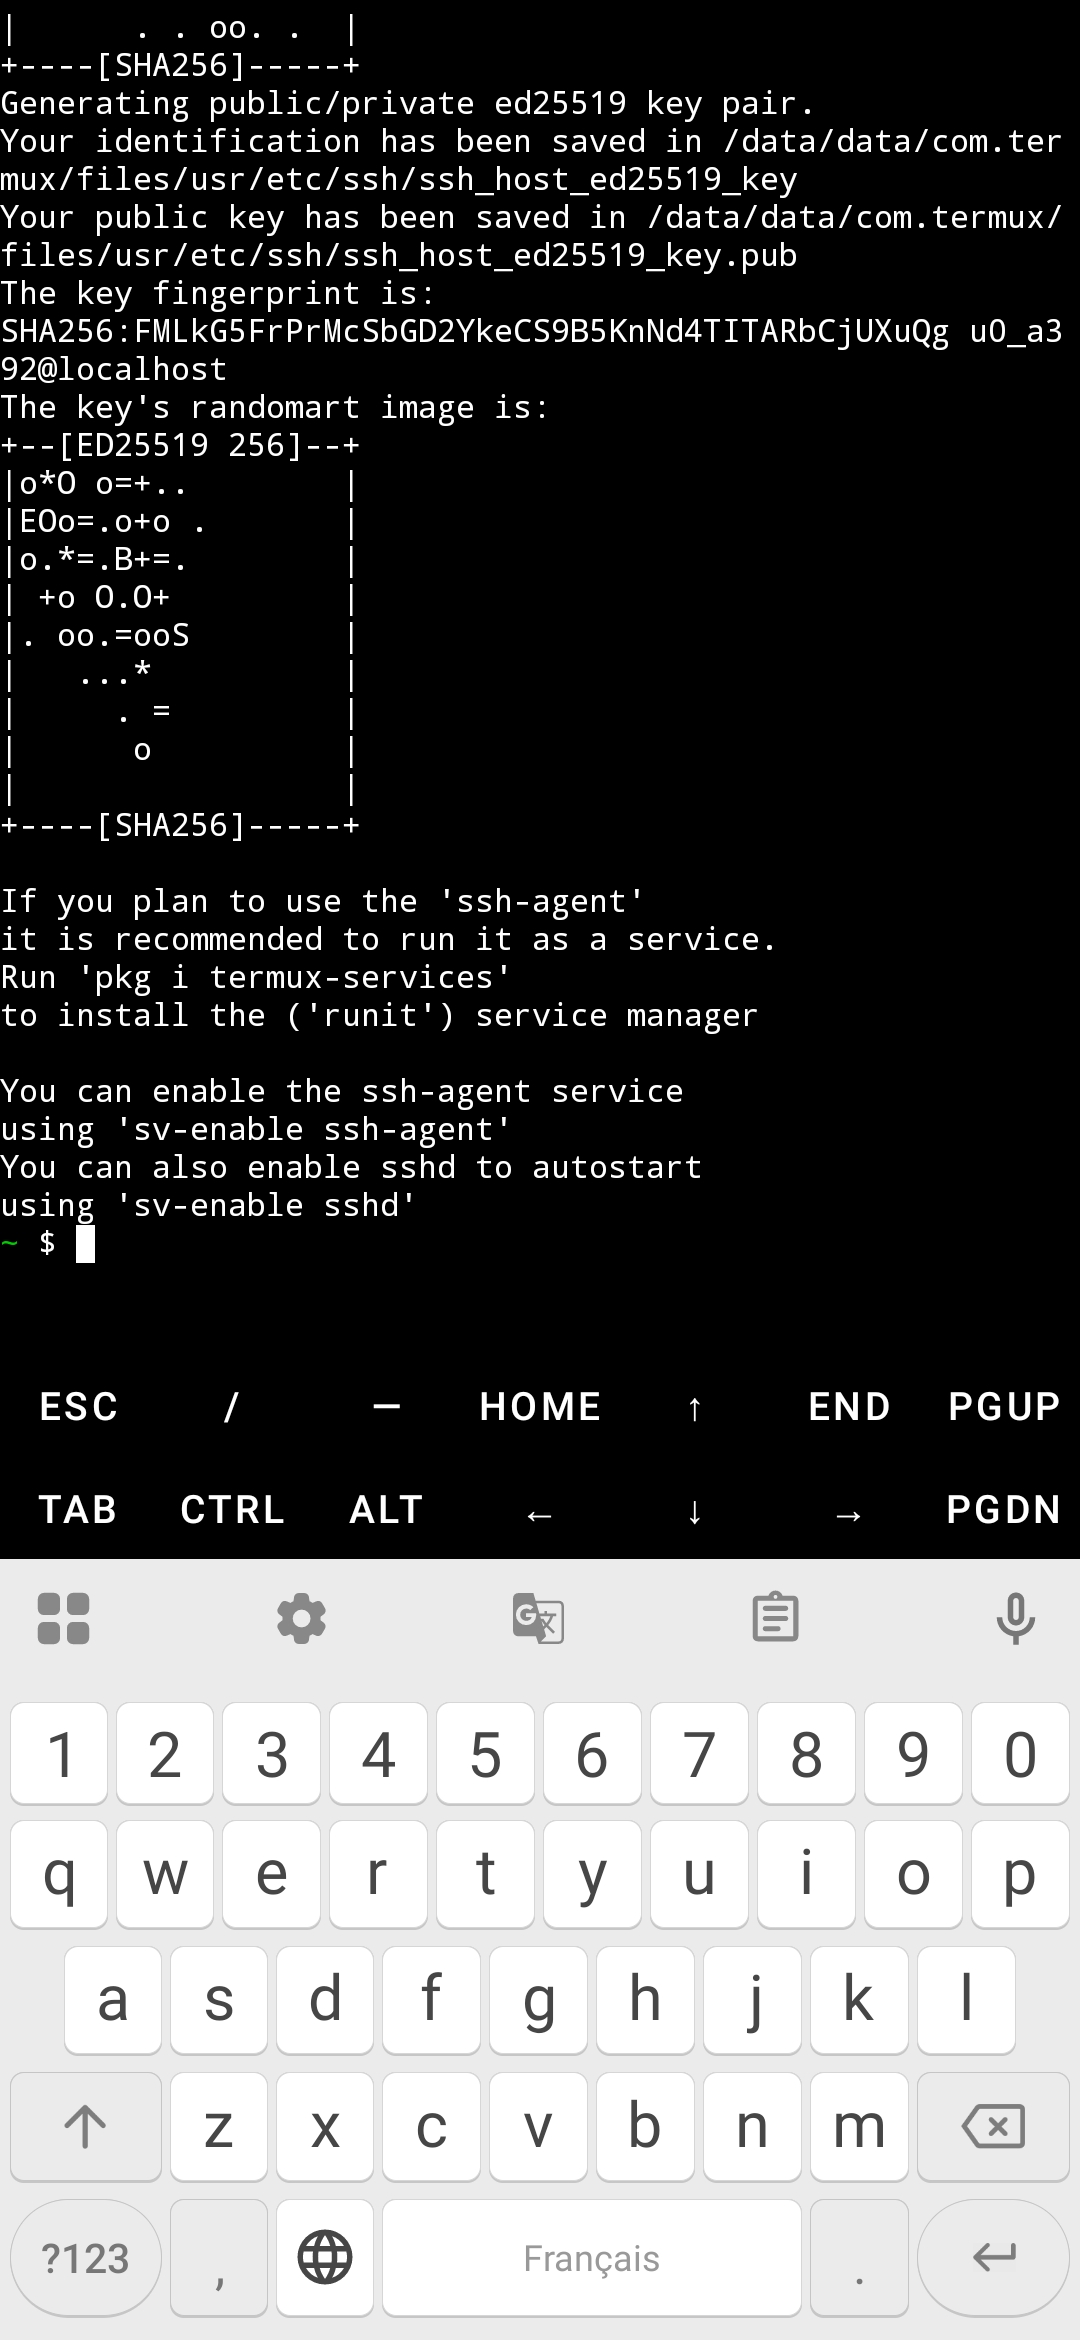 |      . . oo. .  |
+----[SHA256]-----+
Generating public/private ed25519 key pair.
Your identification has been saved in /data/data/com.ter
mux/files/usr/etc/ssh/ssh_host_ed25519_key
Your public key has been saved in /data/data/com.termux/
files/usr/etc/ssh/ssh_host_ed25519_key.pub
The key fingerprint is:
SHA256:FMLkG5FrPrMcSbGD2YkeCS9B5KnNd4TITARbCjUXuQg u0_a3
92@localhost
The key's randomart image is:
+--[ED25519 256]--+
|o*O o=+..        |
|EOo=.o+o .       |
|o.*=.B+=.        |
| +o O.O+         |
|. oo.=ooS        |
|   ...*          |
|     . =         |
|      o          |
|                 |
+----[SHA256]-----+

If you plan to use the 'ssh-agent'
it is recommended to run it as a service.
Run 'pkg i termux-services'
to install the ('runit') service manager

You can enable the ssh-agent service
using 'sv-enable ssh-agent'
You can also enable sshd to autostart
using 'sv-enable sshd'
~ $
ESC / — HOME ↑ END PGUP
TAB CTRL ALT ← ↓ → PGDN
1 2 3 4 5 6 7 8 9 0
q w e r t y u i o p
a s d f g h j k l
z x c v b n m
?123 , Français .